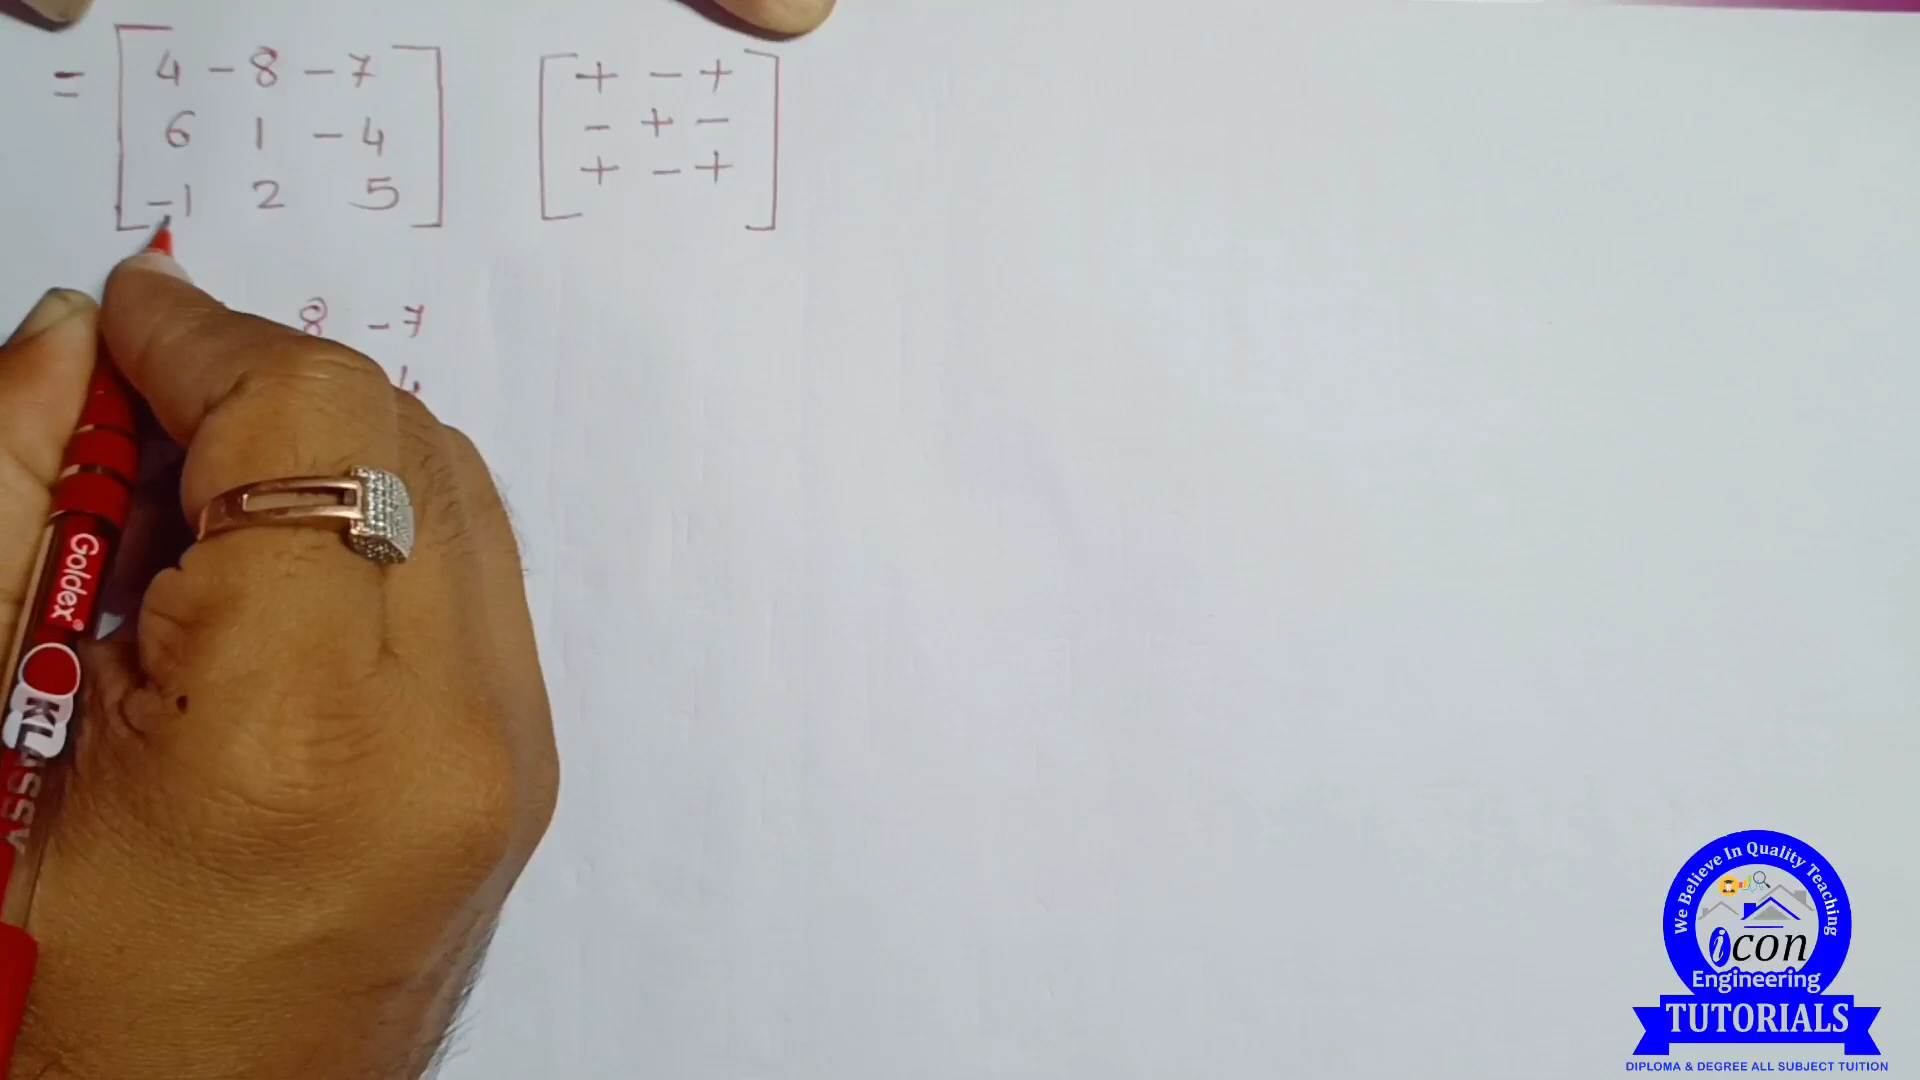 = [ 4 - 8 - 7 ] [ + - + ]
6 1 - 4 - + -
-1 2 5 + - +
8 - 7
4
Goldex
KLASSY
We Believe In Quality Teaching
icon
Engineering
TUTORIALS
DIPLOMA & DEGREE ALL SUBJECT TUITION